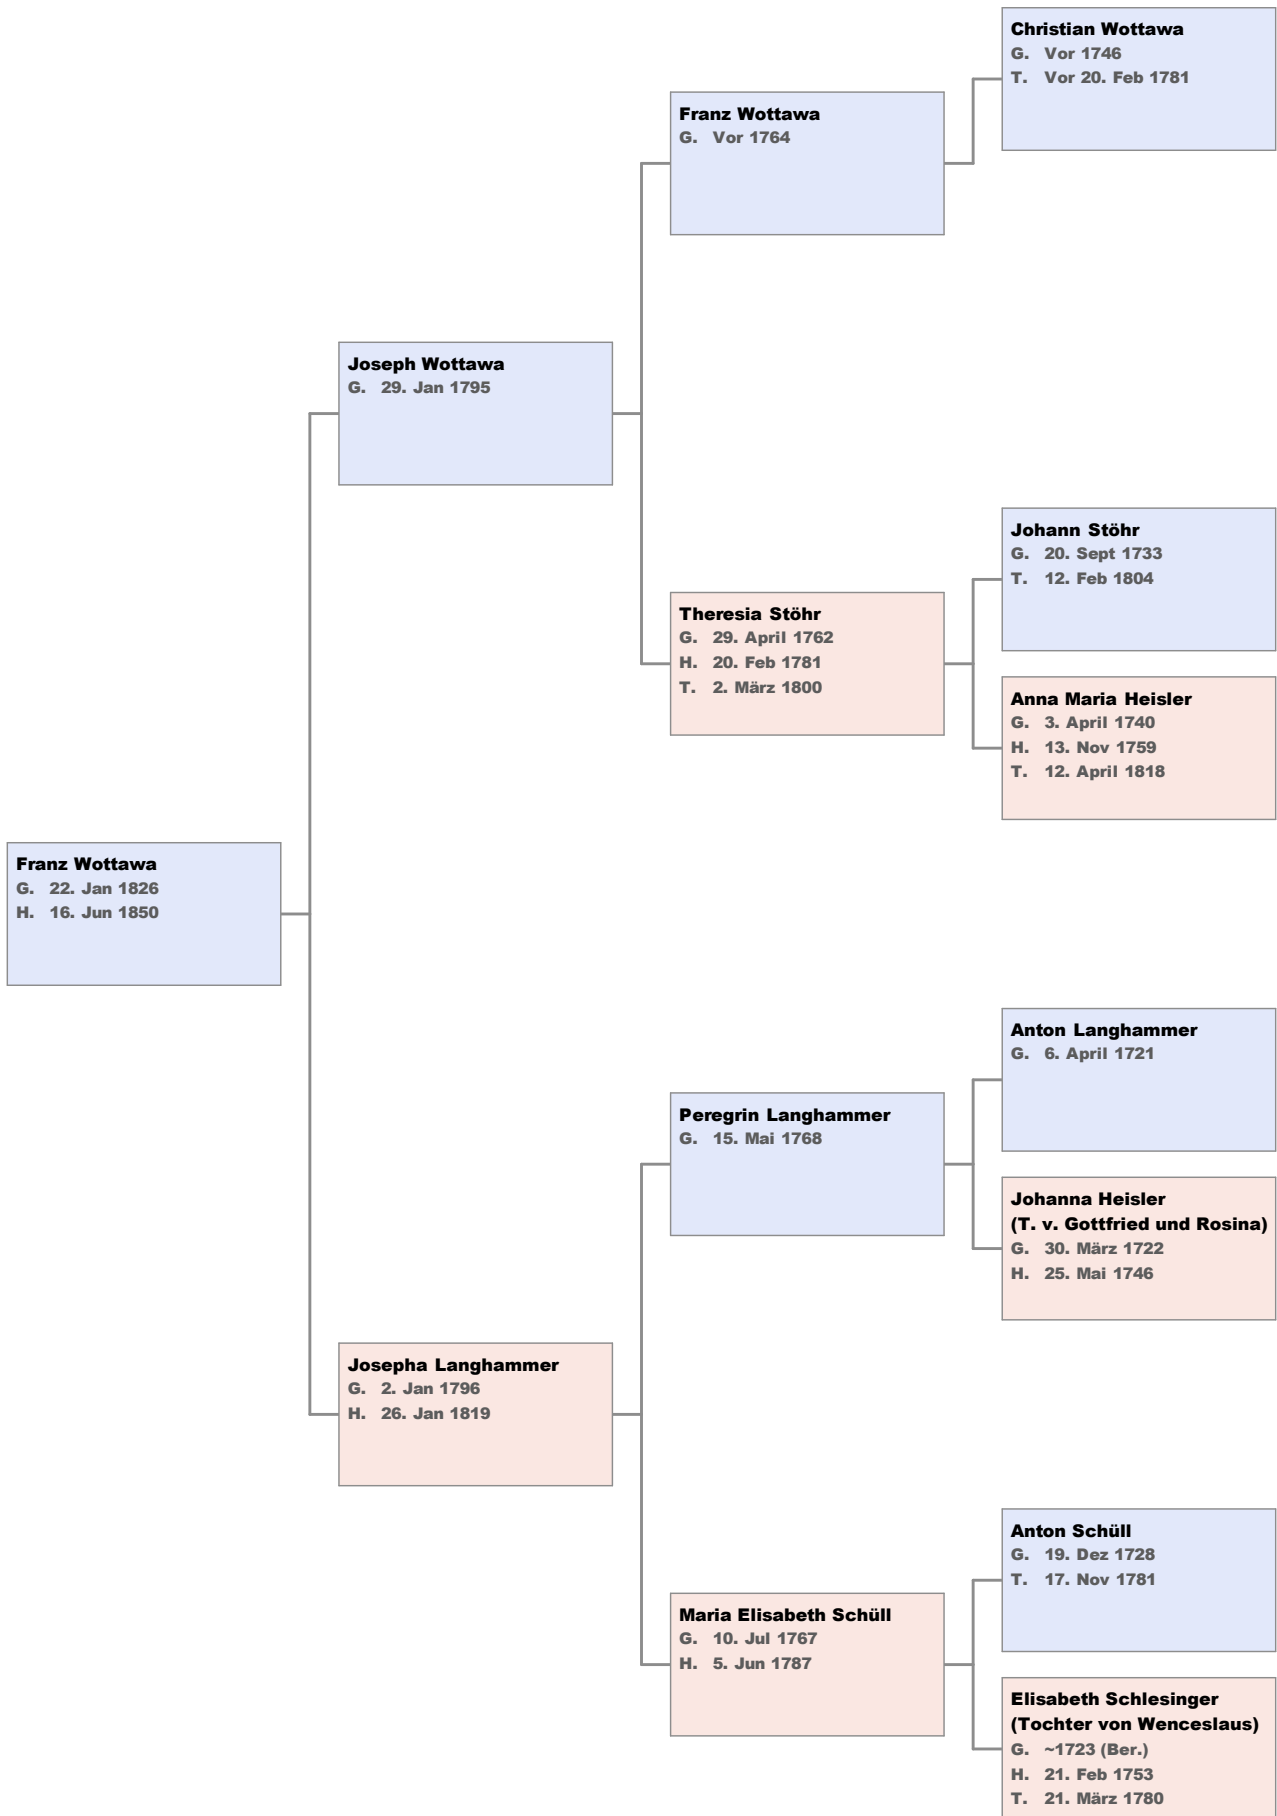 Christian Wottawa
G. Vor 1746
T. Vor 20. Feb 1781
Franz Wottawa
G. Vor 1764
Joseph Wottawa
G. 29. Jan 1795
Johann Stöhr
G. 20. Sept 1733
T. 12. Feb 1804
Theresia Stöhr
G. 29. April 1762
H. 20. Feb 1781
T. 2. März 1800
Anna Maria Heisler
G. 3. April 1740
H. 13. Nov 1759
T. 12. April 1818
Franz Wottawa
G. 22. Jan 1826
H. 16. Jun 1850
Anton Langhammer
G. 6. April 1721
Peregrin Langhammer
G. 15. Mai 1768
Johanna Heisler
(T. v. Gottfried und Rosina)
G. 30. März 1722
H. 25. Mai 1746
Josepha Langhammer
G. 2. Jan 1796
H. 26. Jan 1819
Anton Schüll
G. 19. Dez 1728
T. 17. Nov 1781
Maria Elisabeth Schüll
G. 10. Jul 1767
H. 5. Jun 1787
Elisabeth Schlesinger
(Tochter von Wenceslaus)
G. ~1723 (Ber.)
H. 21. Feb 1753
T. 21. März 1780